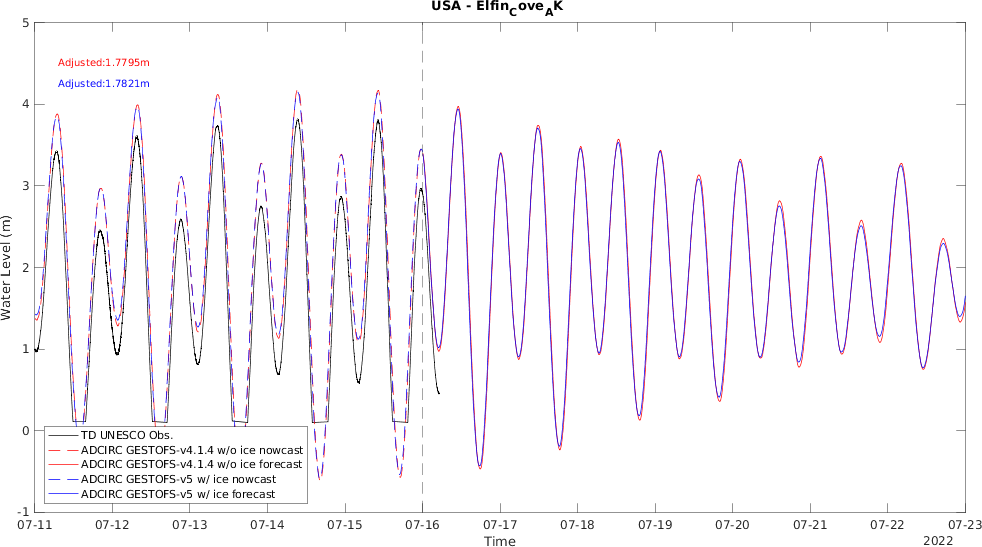 USA - Elfin_Cove_AK
Adjusted:1.7795m
Adjusted:1.7821m
Water Level (m)
5
4
3
2
1
0
-1
TD UNESCO Obs.
ADCIRC GESTOFS-v4.1.4 w/o ice nowcast
ADCIRC GESTOFS-v4.1.4 w/o ice forecast
ADCIRC GESTOFS-v5 w/ ice nowcast
ADCIRC GESTOFS-v5 w/ ice forecast
07-11 07-12 07-13 07-14 07-15 07-16 07-17 07-18 07-19 07-20 07-21 07-22 07-23
Time
2022